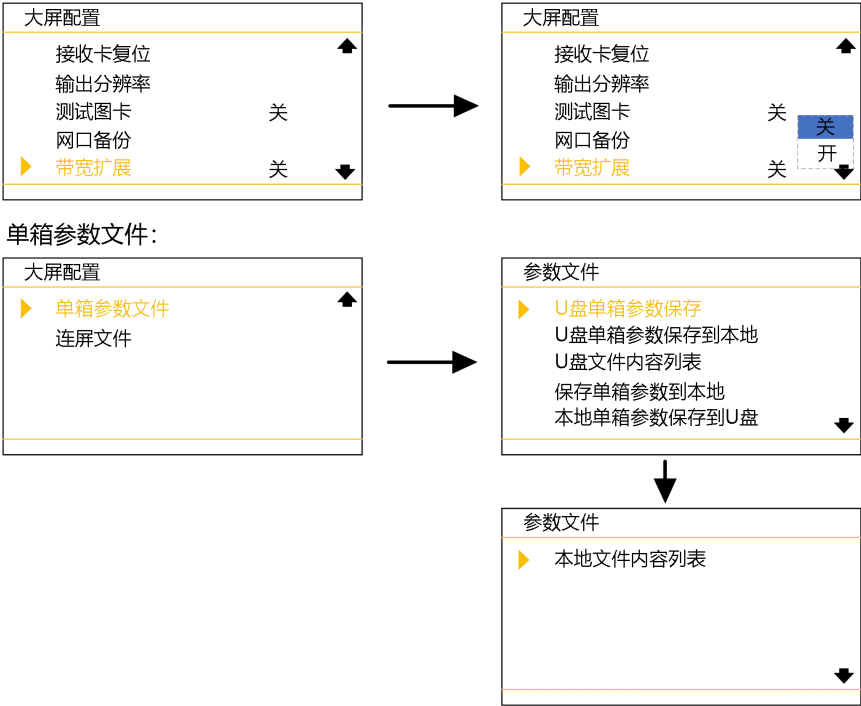 大屏配置
接收卡复位
输出分辨率
测试图卡 关
网口备份
带宽扩展 关
大屏配置
接收卡复位
输出分辨率
测试图卡 关
关
网口备份
开
带宽扩展 关
单箱参数文件：
大屏配置
单箱参数文件
连屏文件
参数文件
U盘单箱参数保存
U盘单箱参数保存到本地
U盘文件内容列表
保存单箱参数到本地
本地单箱参数保存到U盘
参数文件
本地文件内容列表